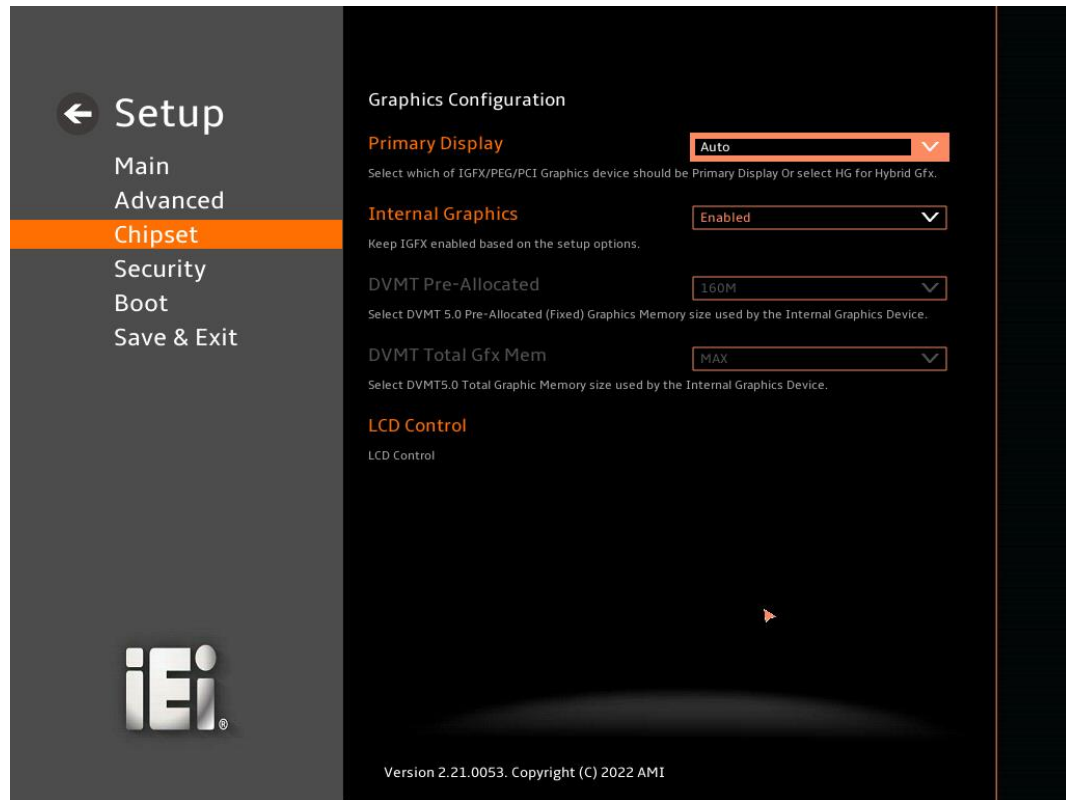 Setup
Main
Advanced
Chipset
Security
Boot
Save & Exit
iEi®
Graphics Configuration
Primary Display Auto
Select which of IGFX/PEG/PCI Graphics device should be Primary Display Or select HG for Hybrid Gfx.
Internal Graphics Enabled
Keep IGFX enabled based on the setup options.
DVMT Pre-Allocated 160M
Select DVMT 5.0 Pre-Allocated (Fixed) Graphics Memory size used by the Internal Graphics Device.
DVMT Total Gfx Mem MAX
Select DVMT5.0 Total Graphic Memory size used by the Internal Graphics Device.
LCD Control
LCD Control
Version 2.21.0053. Copyright (C) 2022 AMI